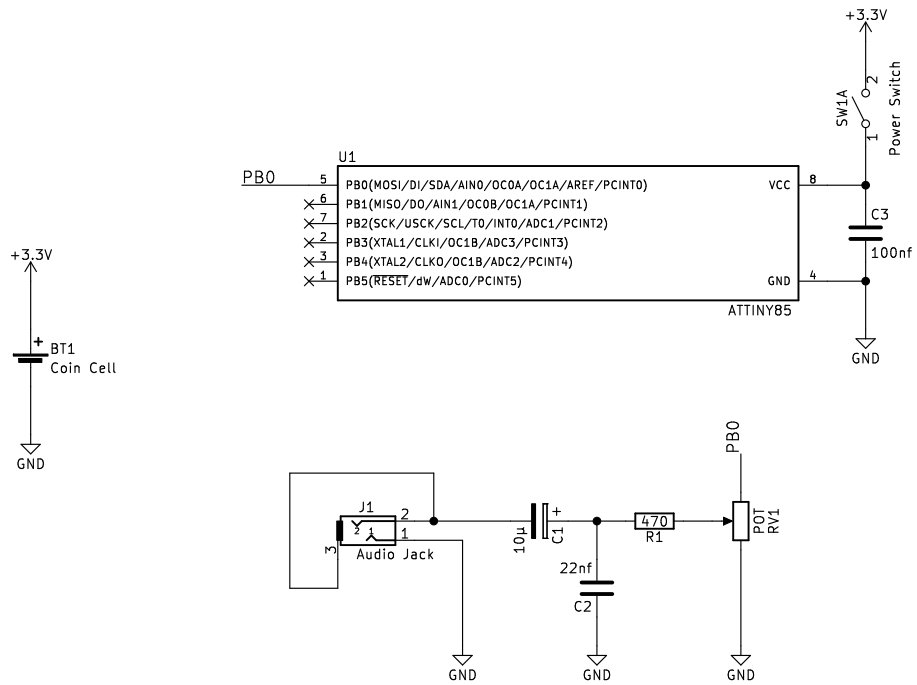 +3.3V
2
SW1A
Power Switch
1
U1
PB0
5
PB0(MOSI/DI/SDA/AIN0/OC0A/OC1A/AREF/PCINT0)
VCC
8
6
PB1(MISO/DO/AIN1/OC0B/OC1A/PCINT1)
7
PB2(SCK/USCK/SCL/T0/INT0/ADC1/PCINT2)
C3
2
PB3(XTAL1/CLKI/OC1B/ADC3/PCINT3)
100nf
3
PB4(XTAL2/CLKO/OC1B/ADC2/PCINT4)
1
PB5(RESET/dW/ADC0/PCINT5)
GND
4
ATTINY85
GND
+3.3V
+
BT1
Coin Cell
GND
PB0
J1
2
2
1
1
3
Audio Jack
10µ
+
C1
470
R1
POT
RV1
22nf
C2
GND
GND
GND